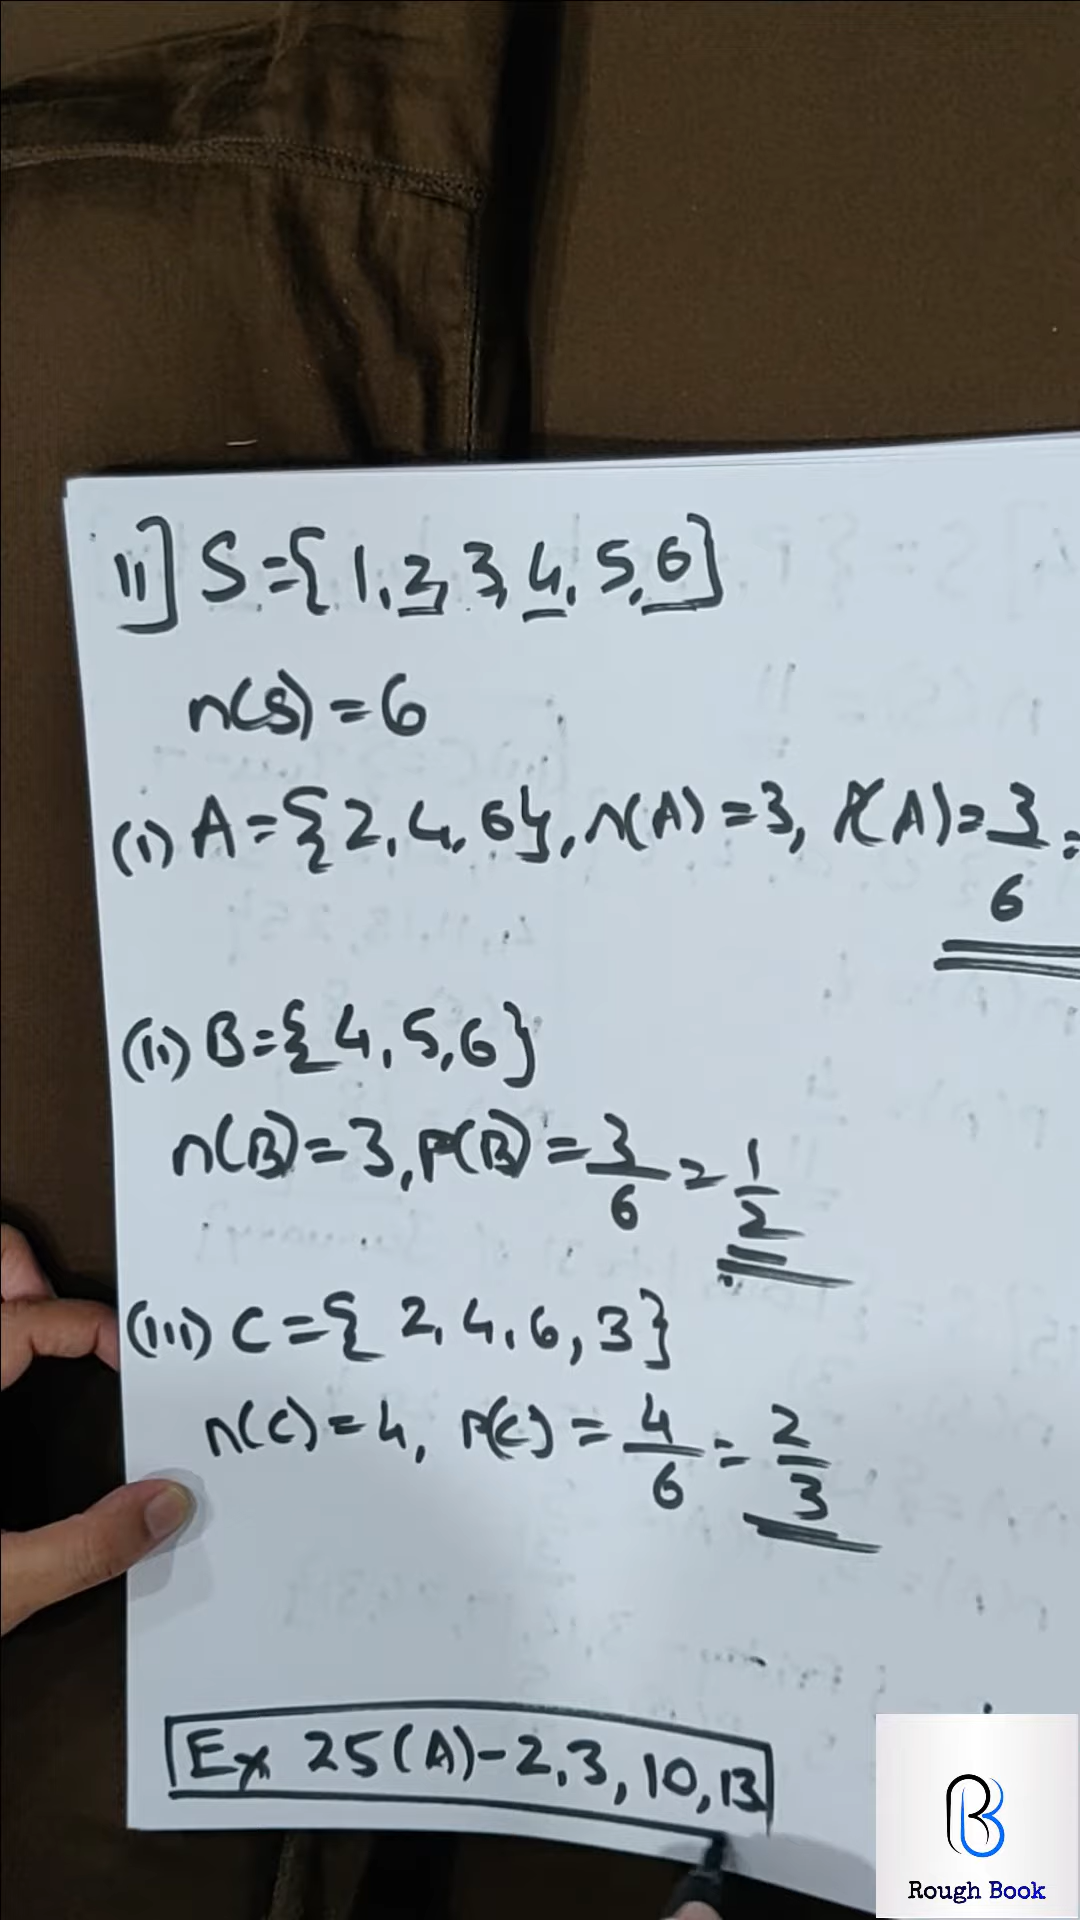 11] S={1,2,3,4,5,6}
n(S)=6
(i) A={2,4,6},n(A)=3, P(A)=3/6=
(ii) B={4,5,6}
n(B)=3,P(B)=3/6=1/2
(iii) C={2,4,6,3}
n(C)=4, P(C)=4/6=2/3
Ex 25(A)-2,3,10,13
Rough Book